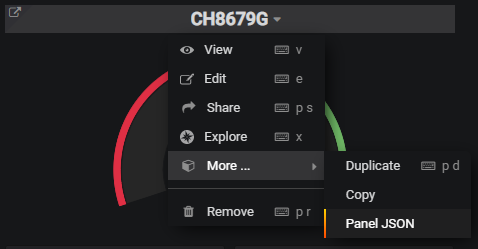 CH8679G
View v
Edit e
Share p s
Explore x
More ...
Duplicate p d
Copy
Remove p r
Panel JSON